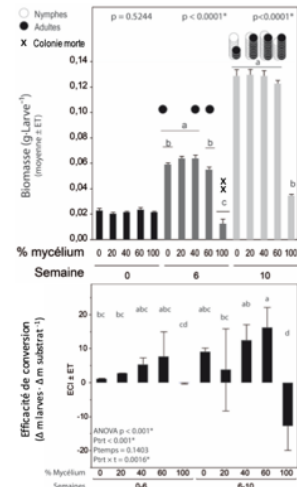 Nymphes
Adultes
X Colonie morte
p = 0.5244 p < 0.0001* p<0.0001*
Biomasse (g·Larve⁻¹)
(moyenne ± ET)
0,14
0,12
0,10
0,08
0,06
0,04
0,02
0,00
a
a
b
b
X
X
c
b
% mycélium 0 20 40 60 100 0 20 40 60 100 0 20 40 60 100
Semaine 0 6 10
Efficacité de conversion
(Δ m larves · Δ m substrat⁻¹)
ECI ± ET
20
10
0
-10
-20
bc bc abc abc cd abc bc ab a d
ANOVA p < 0.001*
Ptrt < 0.001*
Ptemps = 0.1403
Ptrt × t = 0.0016*
% Mycélium 0 20 40 60 100 0 20 40 60 100
Semaines 0-6 6-10